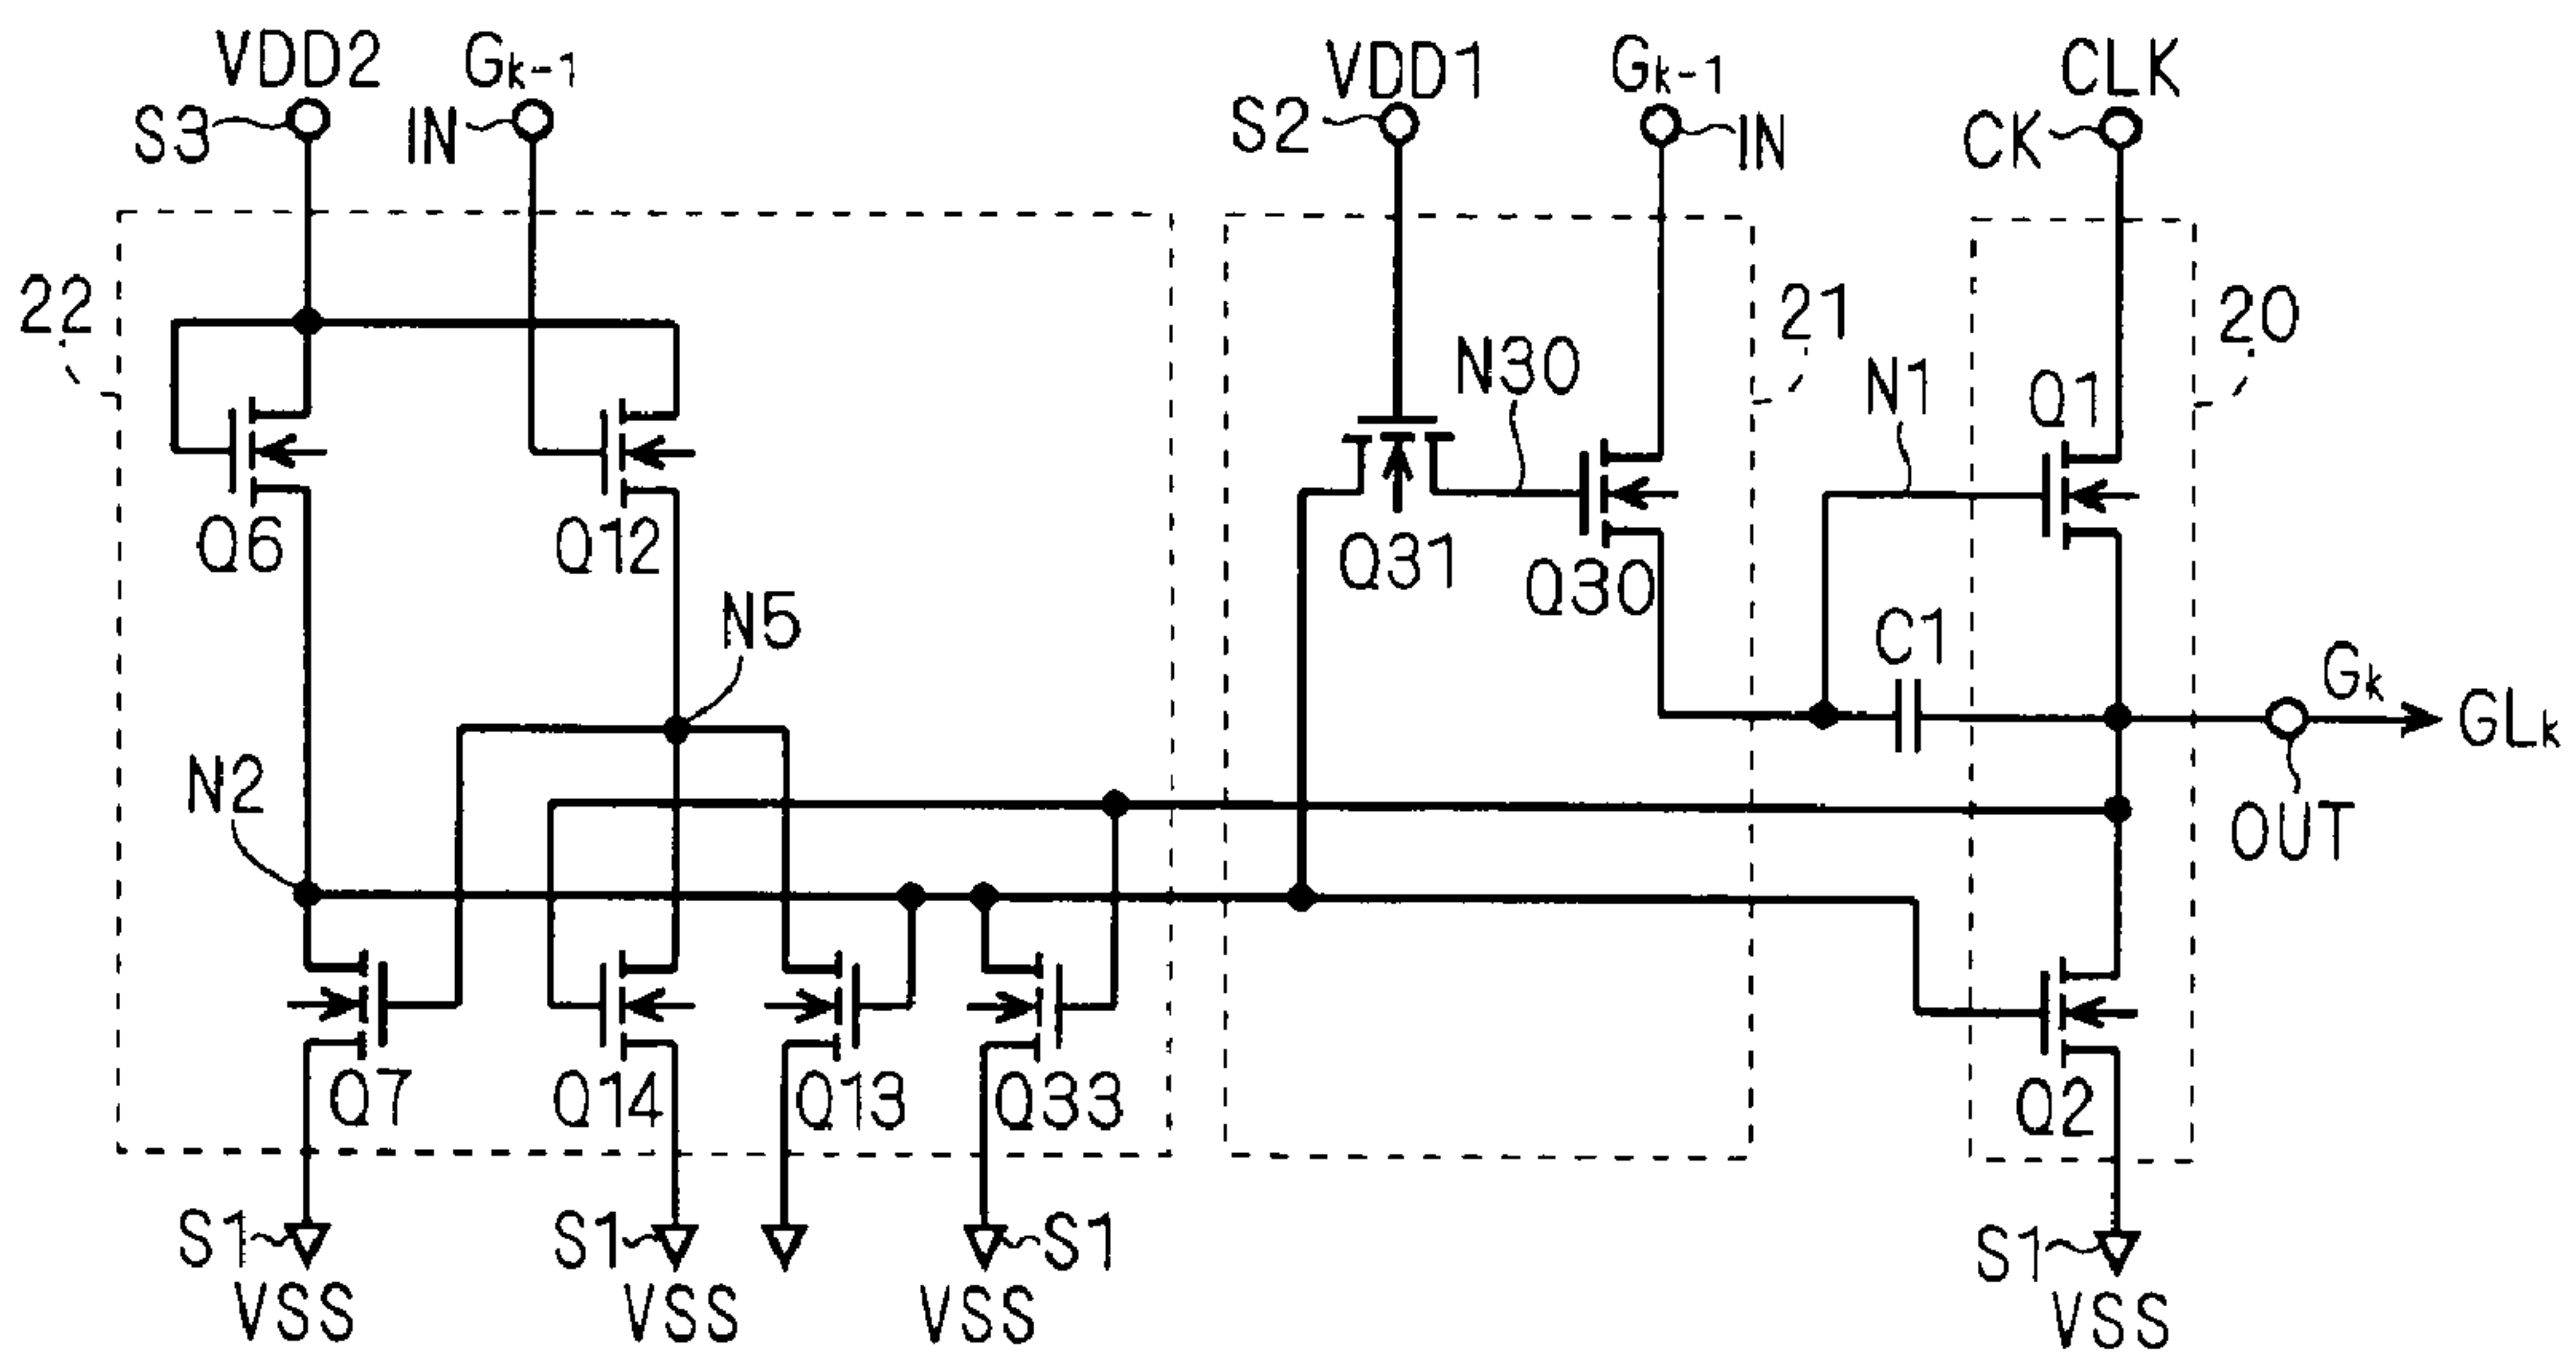 VDD2 Gk-1 VDD1 Gk-1 CLK
S3 IN S2 IN CK
22 21 20
N30 N1 Q1
Q6 Q12 Q31 Q30
N5 C1 Gk
GLk
N2 OUT
Q7 Q14 Q13 Q33 Q2
S1 S1 S1 S1
VSS VSS VSS VSS